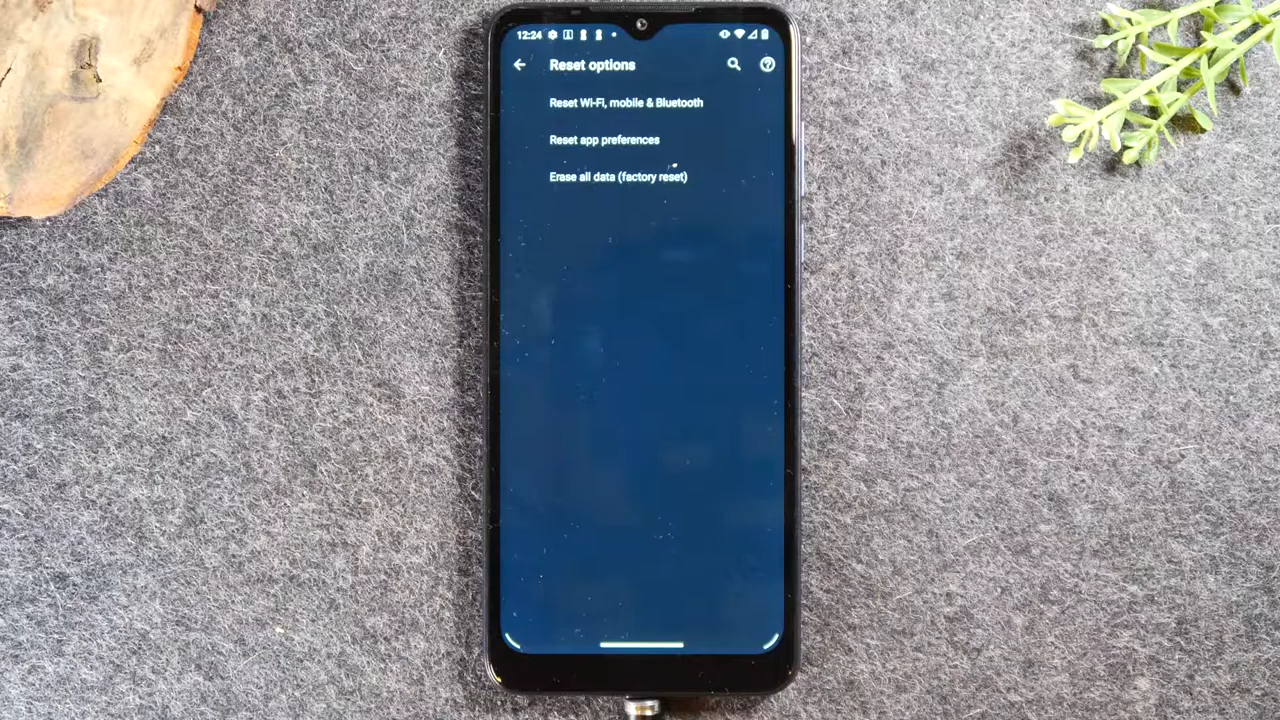 12:24
Reset options
Reset Wi-Fi, mobile & Bluetooth
Reset app preferences
Erase all data (factory reset)